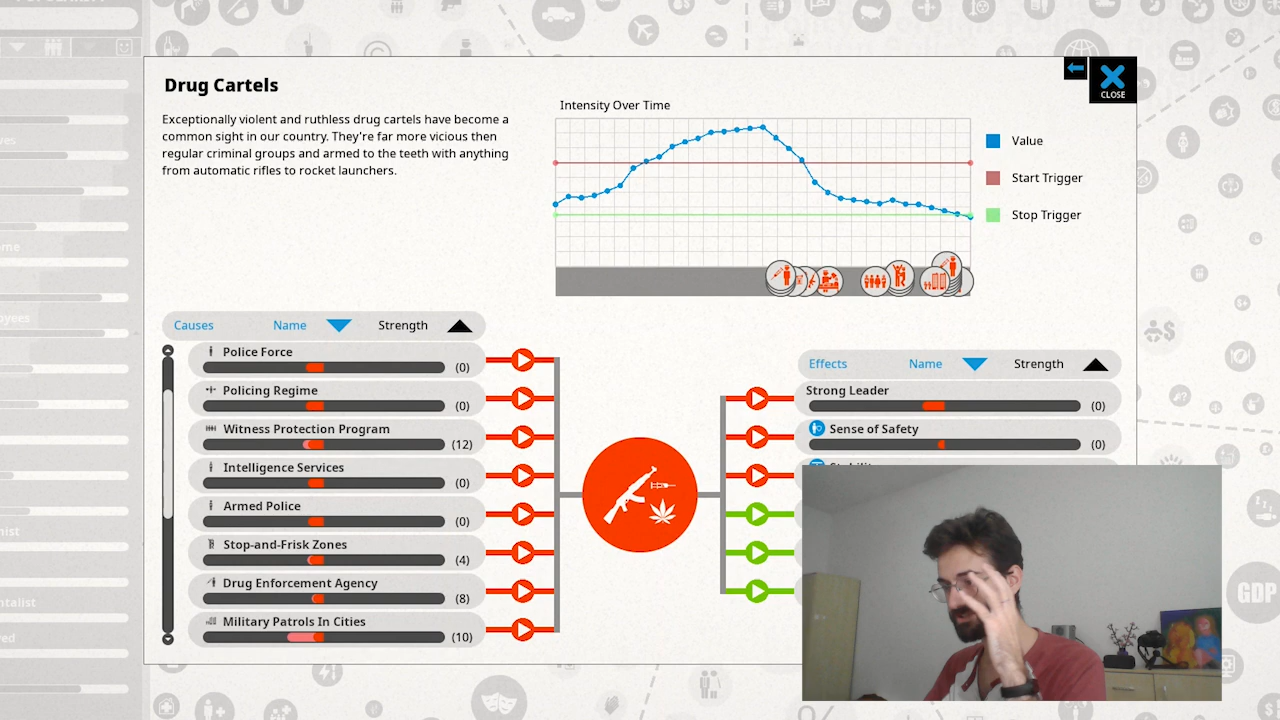 Drug Cartels
Exceptionally violent and ruthless drug cartels have become a
common sight in our country. They're far more vicious then
regular criminal groups and armed to the teeth with anything
from automatic rifles to rocket launchers.
Intensity Over Time
Value
Start Trigger
Stop Trigger
CLOSE
Causes Name Strength
Police Force
(0)
Policing Regime
(0)
Witness Protection Program
(12)
Intelligence Services
(0)
Armed Police
(0)
Stop-and-Frisk Zones
(4)
Drug Enforcement Agency
(8)
Military Patrols In Cities
(10)
Effects Name Strength
Strong Leader
(0)
Sense of Safety
(0)
GDP